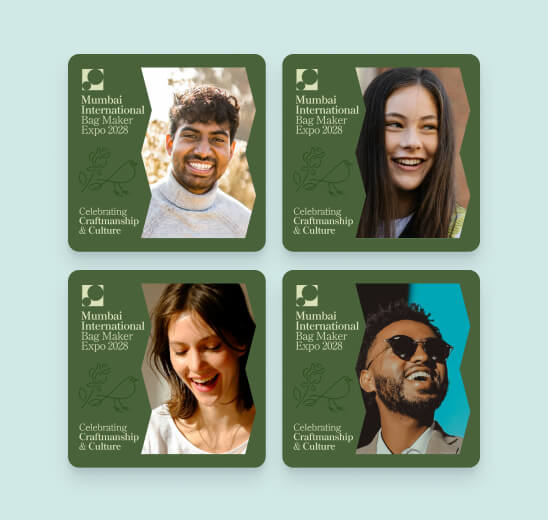 Mumbai
International
Bag Maker
Expo 2028
Celebrating
Craftmanship
& Culture
Mumbai
International
Bag Maker
Expo 2028
Celebrating
Craftmanship
& Culture
Mumbai
International
Bag Maker
Expo 2028
Celebrating
Craftmanship
& Culture
Mumbai
International
Bag Maker
Expo 2028
Celebrating
Craftmanship
& Culture